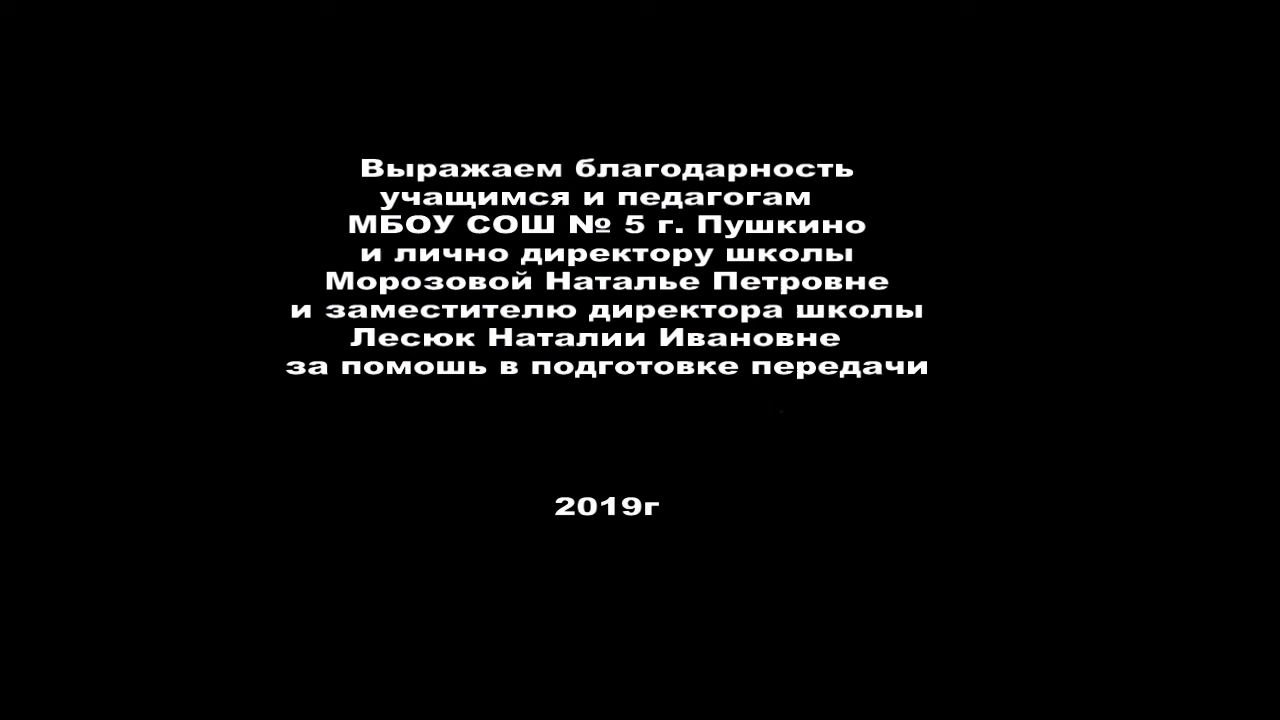 Выражаем благодарность
учащимся и педагогам
МБОУ СОШ № 5 г. Пушкино
и лично директору школы
Морозовой Наталье Петровне
и заместителю директора школы
Лесюк Наталии Ивановне
за помошь в подготовке передачи
2019г